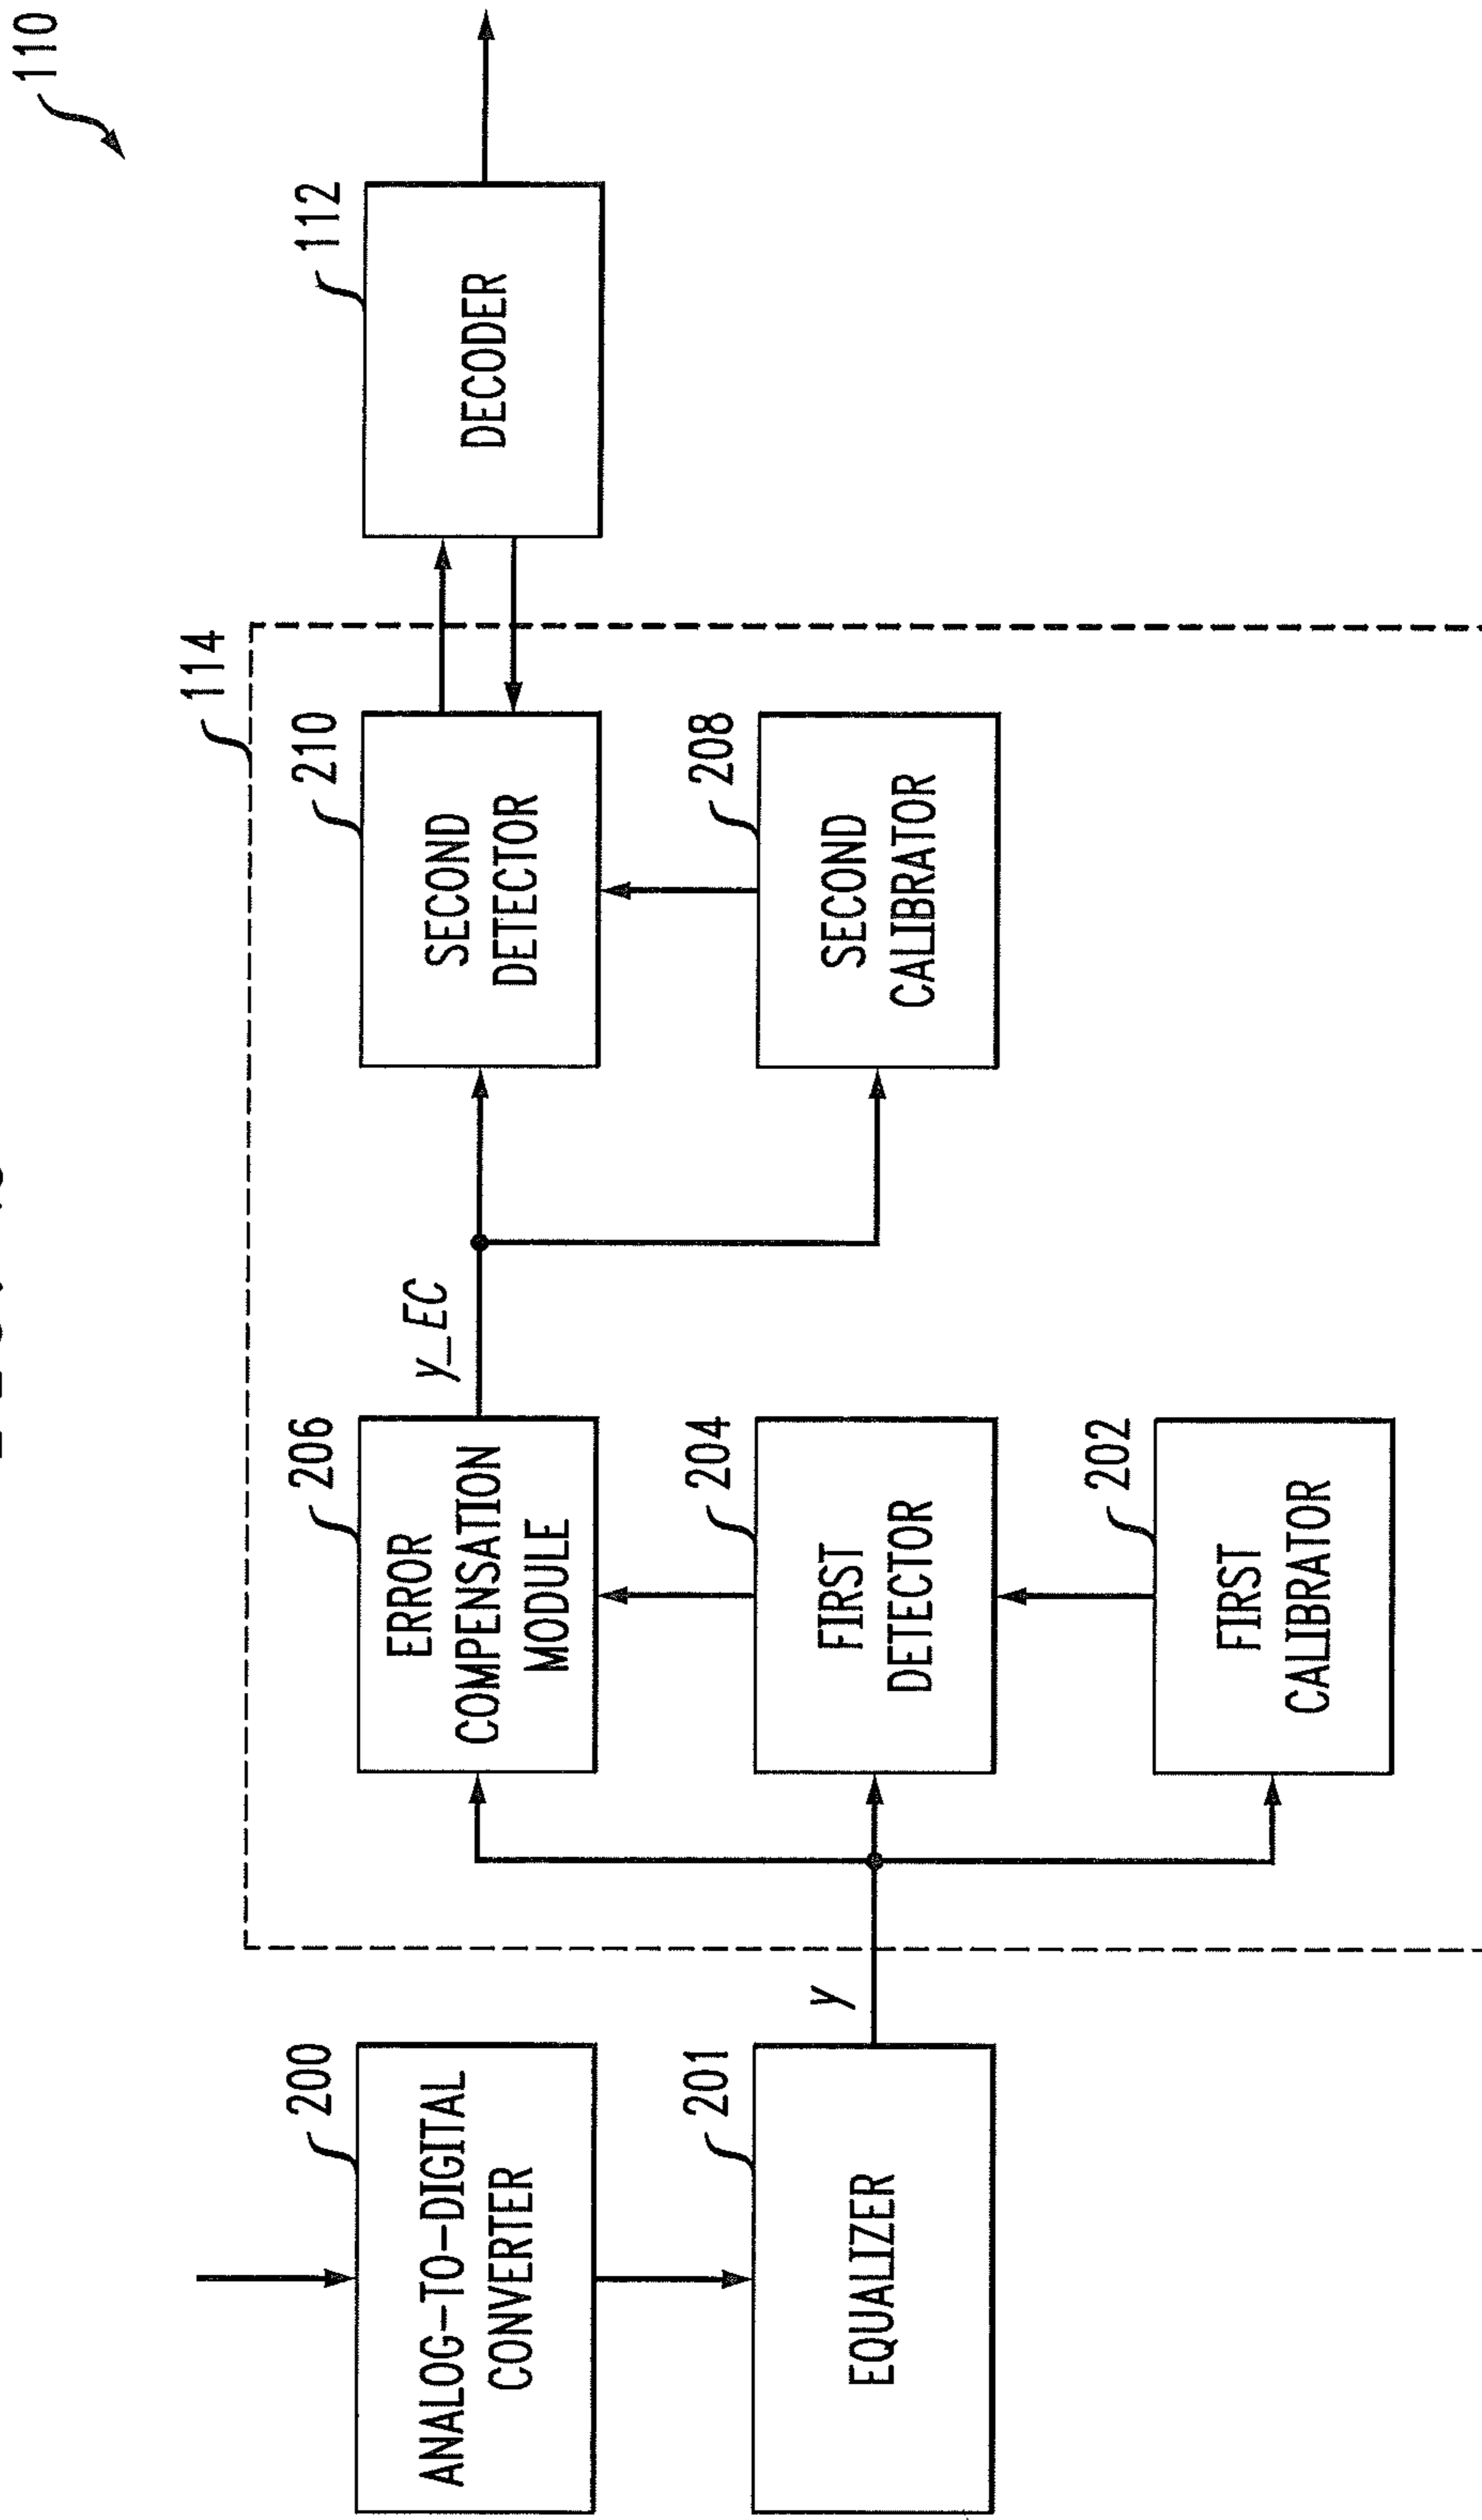 110
200
ANALOG-TO-DIGITAL
CONVERTER
201
EQUALIZER
y
114
206
ERROR
COMPENSATION
MODULE
204
FIRST
DETECTOR
202
FIRST
CALIBRATOR
y_EC
210
SECOND
DETECTOR
208
SECOND
CALIBRATOR
112
DECODER